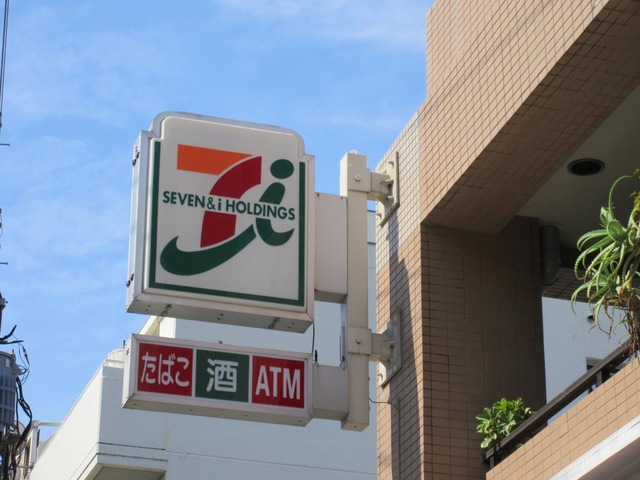 SEVEN & i HOLDINGS
たばこ 酒 ATM